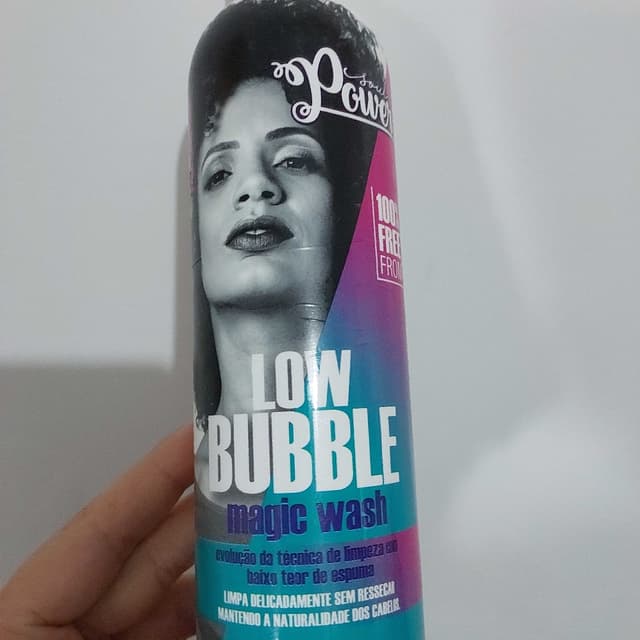 Soul
Power
100%
FREE
FROM
LOW
BUBBLE
magic wash
evolução da técnica de limpeza com
baixo teor de espuma
LIMPA DELICADAMENTE SEM RESSECAR
MANTENDO A NATURALIDADE DOS CABELOS.